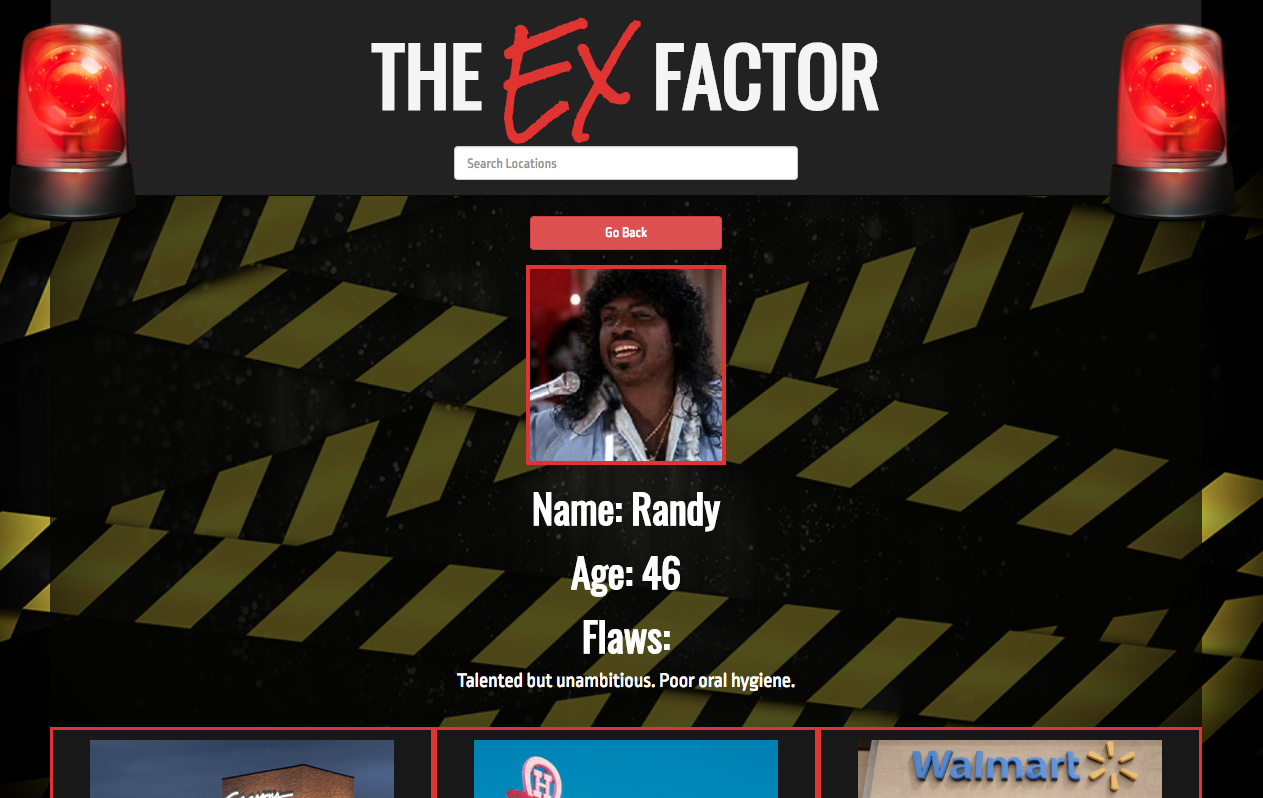 THE EX FACTOR
Search Locations
Go Back
Name: Randy
Age: 46
Flaws:
Talented but unambitious. Poor oral hygiene.
H
Walmart